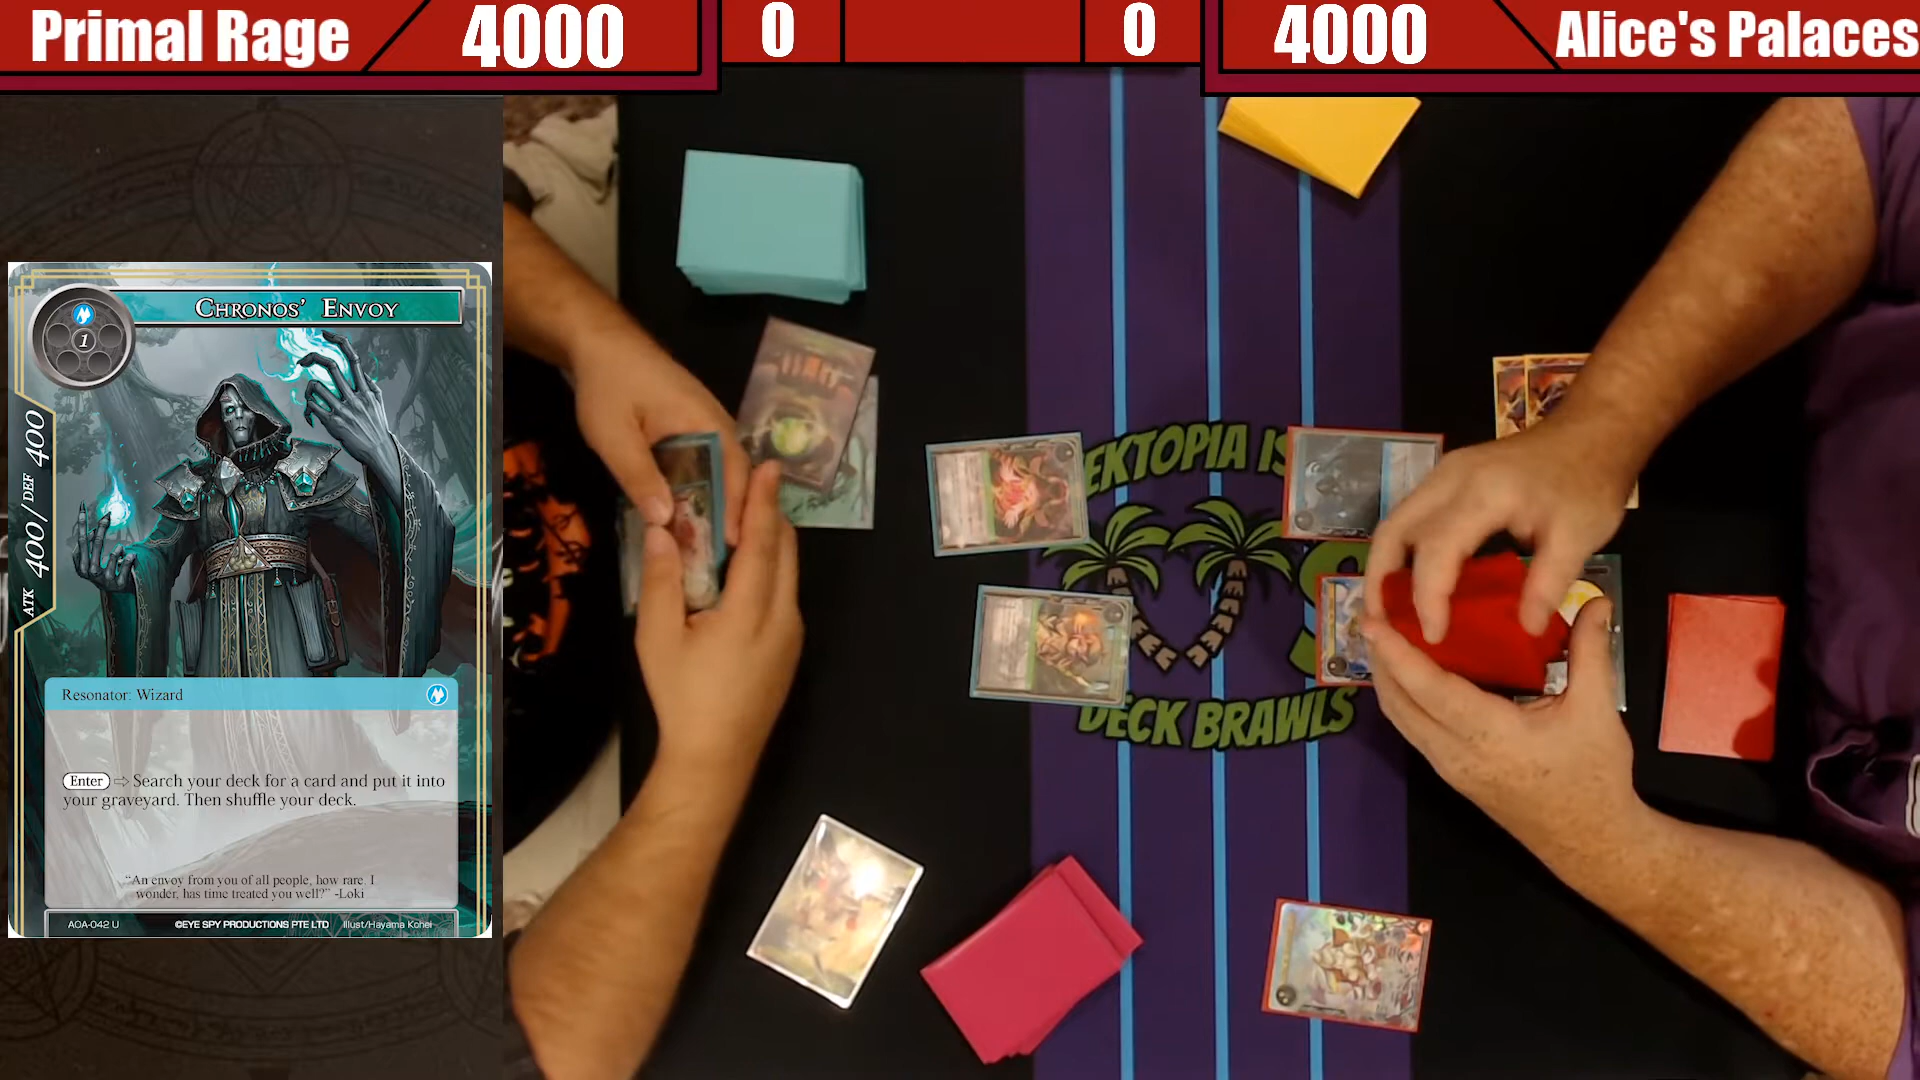 Primal Rage
4000
0
0
4000
Alice's Palaces
1
CHRONOS' ENVOY
ATK 400/DEF 400
Resonator: Wizard
Enter ⇨ Search your deck for a card and put it into
your graveyard. Then shuffle your deck.
"An envoy from you of all people, how rare. I
wonder, has time treated you well?" -Loki
AOA-042 U ©EYE SPY PRODUCTIONS PTE LTD Illust/Hayama Kohei
EKTOPIA IS
S
DECK BRAWLS